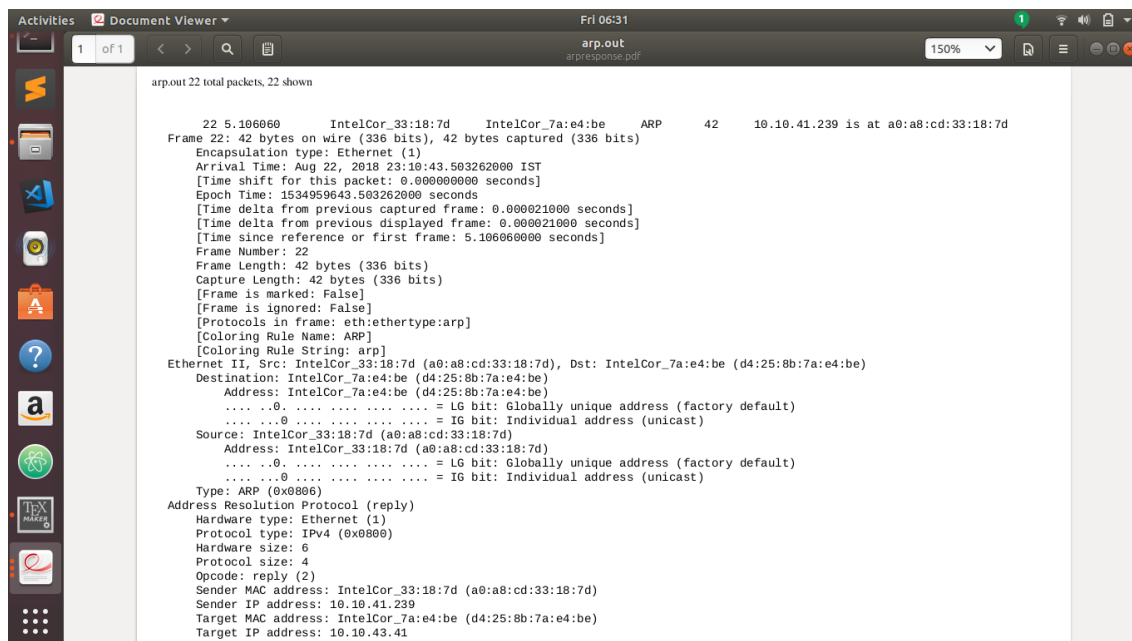 Activities Document Viewer Fri 06:31 1
1 of 1 arp.out 150%
arpresponse.pdf
arp.out 22 total packets, 22 shown
22 5.106060 IntelCor_33:18:7d IntelCor_7a:e4:be ARP 42 10.10.41.239 is at a0:a8:cd:33:18:7d
Frame 22: 42 bytes on wire (336 bits), 42 bytes captured (336 bits)
Encapsulation type: Ethernet (1)
Arrival Time: Aug 22, 2018 23:10:43.503262000 IST
[Time shift for this packet: 0.000000000 seconds]
Epoch Time: 1534959643.503262000 seconds
[Time delta from previous captured frame: 0.000021000 seconds]
[Time delta from previous displayed frame: 0.000021000 seconds]
[Time since reference or first frame: 5.106060000 seconds]
Frame Number: 22
Frame Length: 42 bytes (336 bits)
Capture Length: 42 bytes (336 bits)
[Frame is marked: False]
[Frame is ignored: False]
[Protocols in frame: eth:ethertype:arp]
[Coloring Rule Name: ARP]
[Coloring Rule String: arp]
Ethernet II, Src: IntelCor_33:18:7d (a0:a8:cd:33:18:7d), Dst: IntelCor_7a:e4:be (d4:25:8b:7a:e4:be)
Destination: IntelCor_7a:e4:be (d4:25:8b:7a:e4:be)
Address: IntelCor_7a:e4:be (d4:25:8b:7a:e4:be)
.... ..0. .... .... .... .... = LG bit: Globally unique address (factory default)
.... ...0 .... .... .... .... = IG bit: Individual address (unicast)
Source: IntelCor_33:18:7d (a0:a8:cd:33:18:7d)
Address: IntelCor_33:18:7d (a0:a8:cd:33:18:7d)
.... ..0. .... .... .... .... = LG bit: Globally unique address (factory default)
.... ...0 .... .... .... .... = IG bit: Individual address (unicast)
Type: ARP (0x0806)
Address Resolution Protocol (reply)
Hardware type: Ethernet (1)
Protocol type: IPv4 (0x0800)
Hardware size: 6
Protocol size: 4
Opcode: reply (2)
Sender MAC address: IntelCor_33:18:7d (a0:a8:cd:33:18:7d)
Sender IP address: 10.10.41.239
Target MAC address: IntelCor_7a:e4:be (d4:25:8b:7a:e4:be)
Target IP address: 10.10.43.41
TEX
MAKER